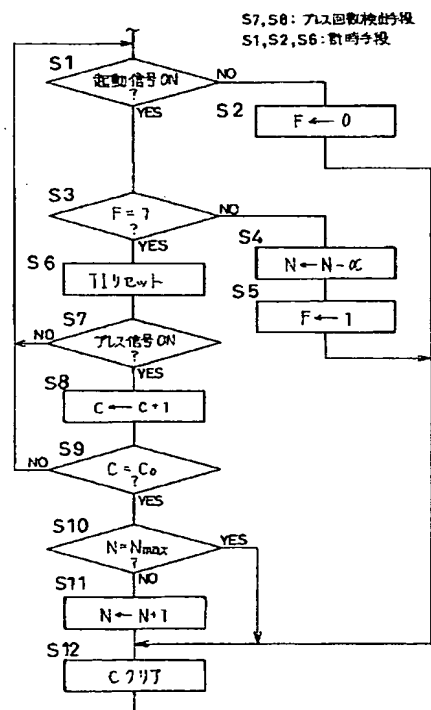 S7,S8: プレス回数検出手段
S1,S2,S6: 計時手段
S1
起動信号ON
?
NO
YES
S2
F ← 0
S3
F = 1
?
NO
YES
S4
N ← N-α
S5
F ← 1
S6
TIリセット
S7
プレス信号ON
?
NO
YES
S8
C ← C+1
S9
C = Co
?
NO
YES
S10
N=Nmax
?
YES
NO
S11
N ← N+1
S12
Cクリア